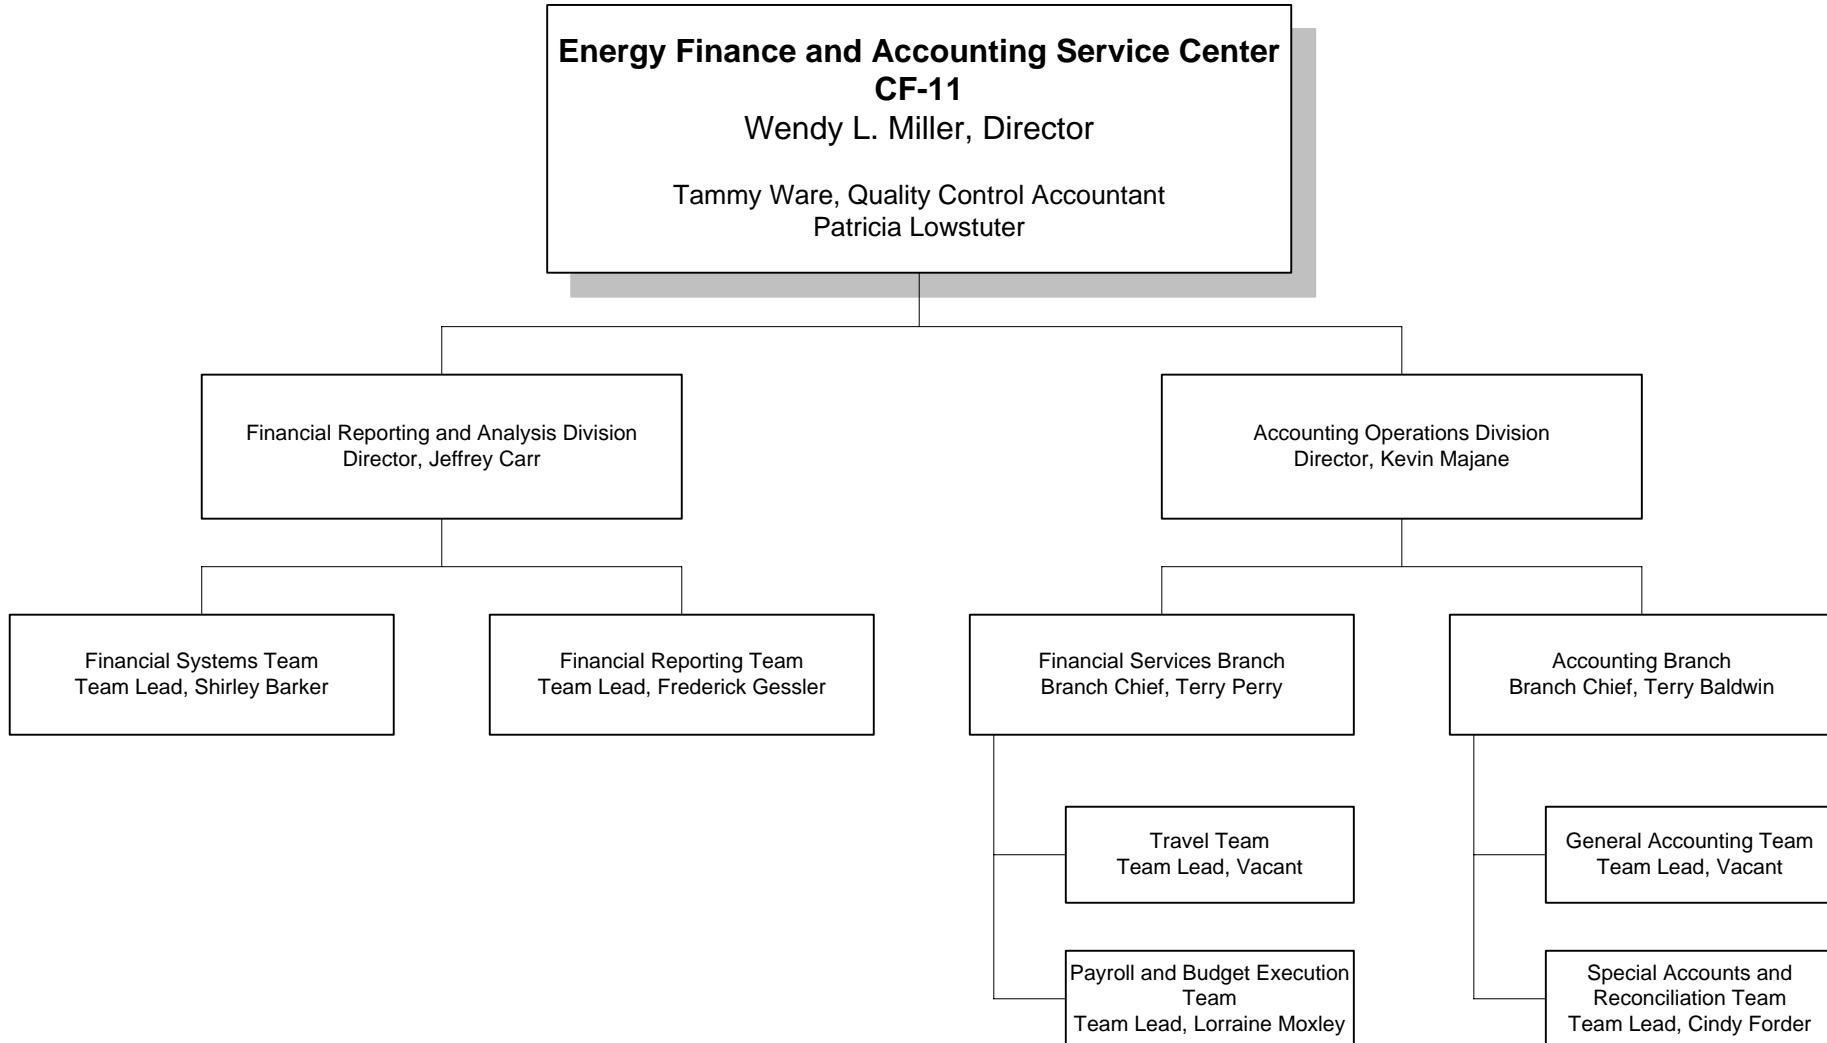 Energy Finance and Accounting Service Center
CF-11
Wendy L. Miller, Director
Tammy Ware, Quality Control Accountant
Patricia Lowstuter
Financial Reporting and Analysis Division
Director, Jeffrey Carr
Accounting Operations Division
Director, Kevin Majane
Financial Systems Team
Team Lead, Shirley Barker
Financial Reporting Team
Team Lead, Frederick Gessler
Financial Services Branch
Branch Chief, Terry Perry
Accounting Branch
Branch Chief, Terry Baldwin
Travel Team
Team Lead, Vacant
General Accounting Team
Team Lead, Vacant
Payroll and Budget Execution
Team
Team Lead, Lorraine Moxley
Special Accounts and
Reconciliation Team
Team Lead, Cindy Forder